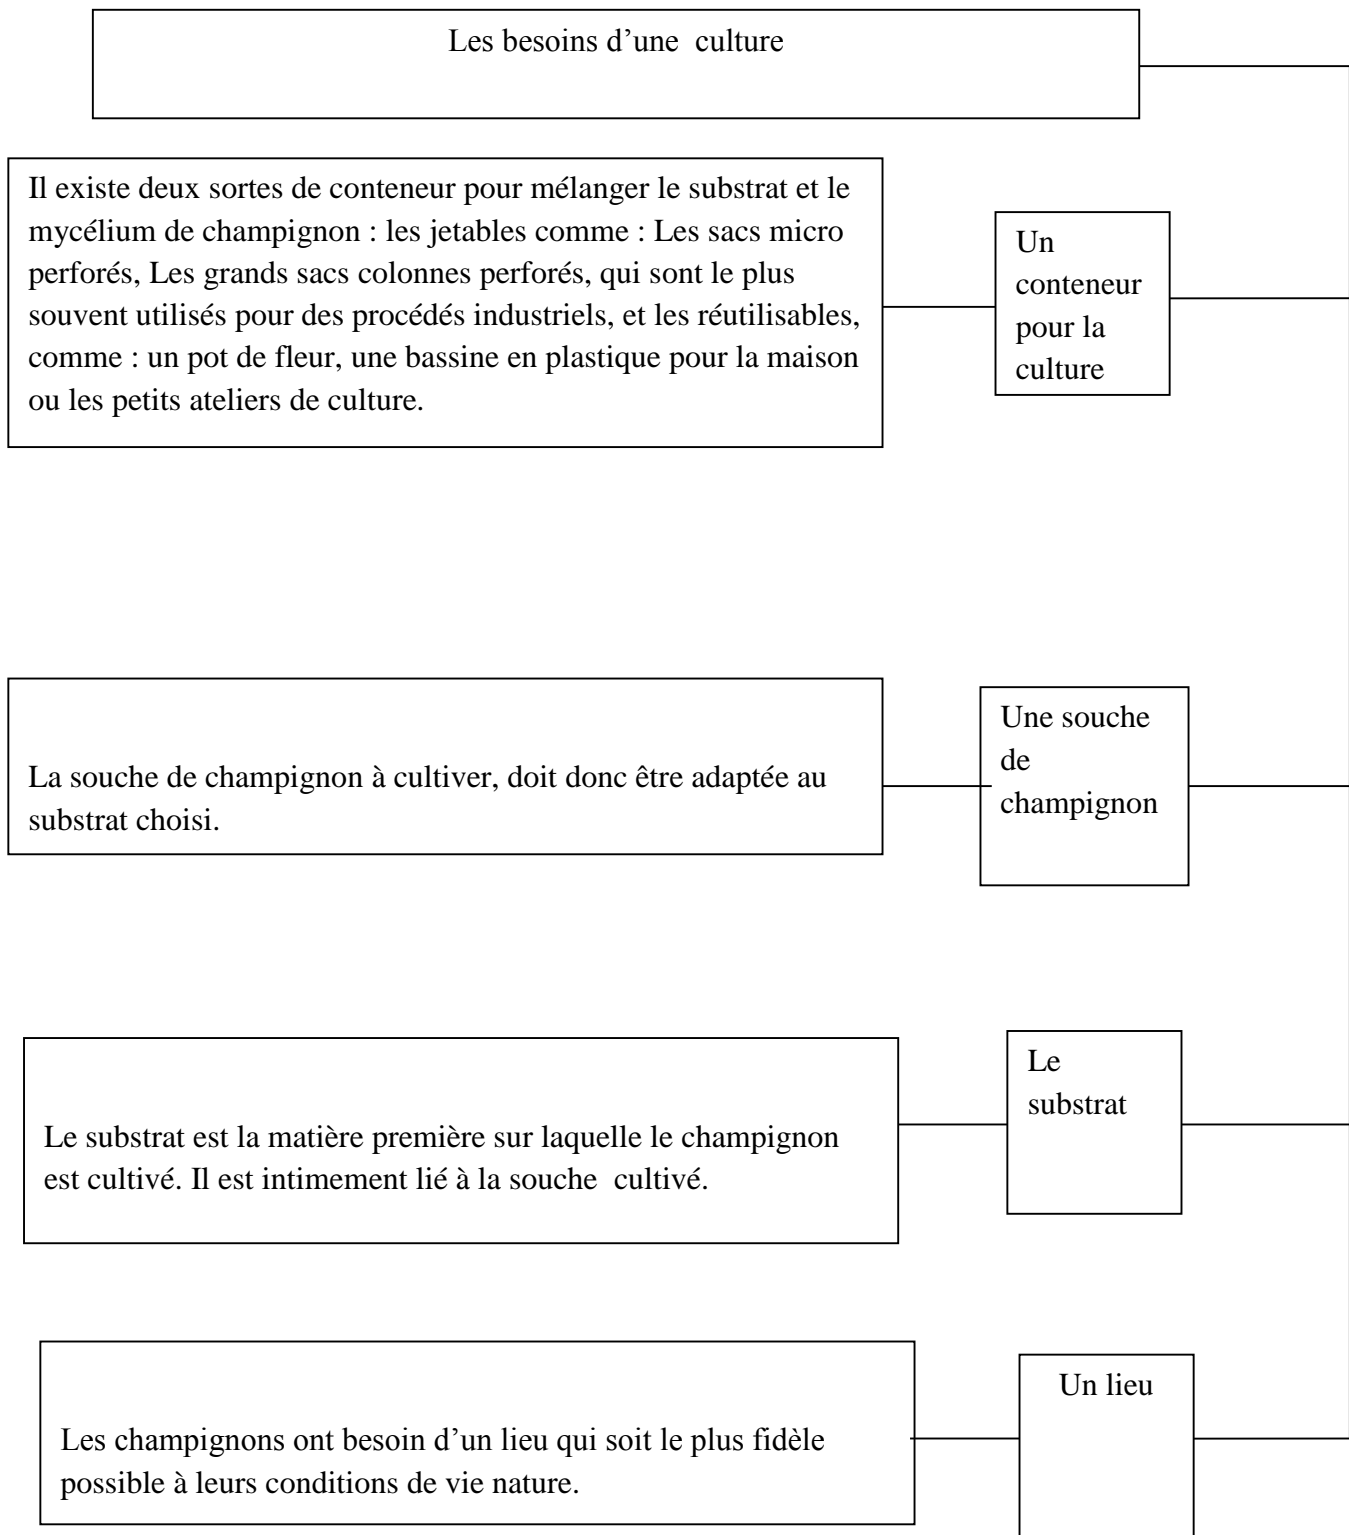 Les besoins d’une  culture
Il existe deux sortes de conteneur pour mélanger le substrat et le
mycélium de champignon : les jetables comme : Les sacs micro
perforés, Les grands sacs colonnes perforés, qui sont le plus
souvent utilisés pour des procédés industriels, et les réutilisables,
comme : un pot de fleur, une bassine en plastique pour la maison
ou les petits ateliers de culture.
Un
conteneur
pour la
culture
La souche de champignon à cultiver, doit donc être adaptée au
substrat choisi.
Une souche
de
champignon
Le substrat est la matière première sur laquelle le champignon
est cultivé. Il est intimement lié à la souche  cultivé.
Le
substrat
Les champignons ont besoin d’un lieu qui soit le plus fidèle
possible à leurs conditions de vie nature.
Un lieu